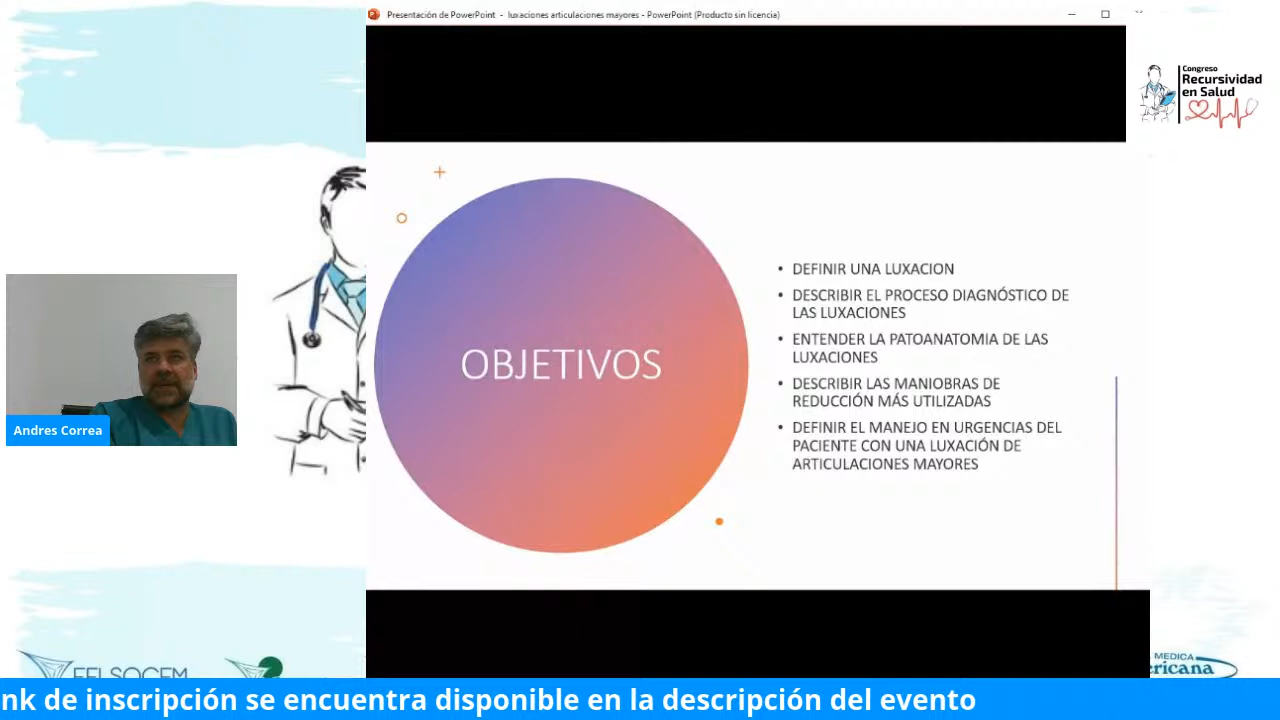 Presentación de PowerPoint - luxaciones articulaciones mayores - PowerPoint (Producto sin licencia)
Congreso
Recursividad
en Salud
OBJETIVOS
• DEFINIR UNA LUXACION
• DESCRIBIR EL PROCESO DIAGNÓSTICO DE
LAS LUXACIONES
• ENTENDER LA PATOANATOMIA DE LAS
LUXACIONES
• DESCRIBIR LAS MANIOBRAS DE
REDUCCIÓN MÁS UTILIZADAS
• DEFINIR EL MANEJO EN URGENCIAS DEL
PACIENTE CON UNA LUXACIÓN DE
ARTICULACIONES MAYORES
Andres Correa
MEDICA
ericana
nk de inscripción se encuentra disponible en la descripción del evento